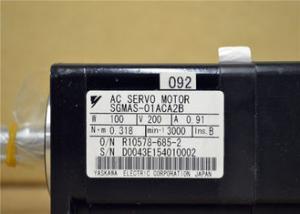 092
AC SERVO MOTOR
SGMAS-01ACA2B
W 100 V 200 A 0.91
N·m 0.318 min⁻¹ 3000 Ins. B
O/N R10578-685-2
S/N D0043E154010002
YASKAWA ELECTRIC CORPORATION JAPAN